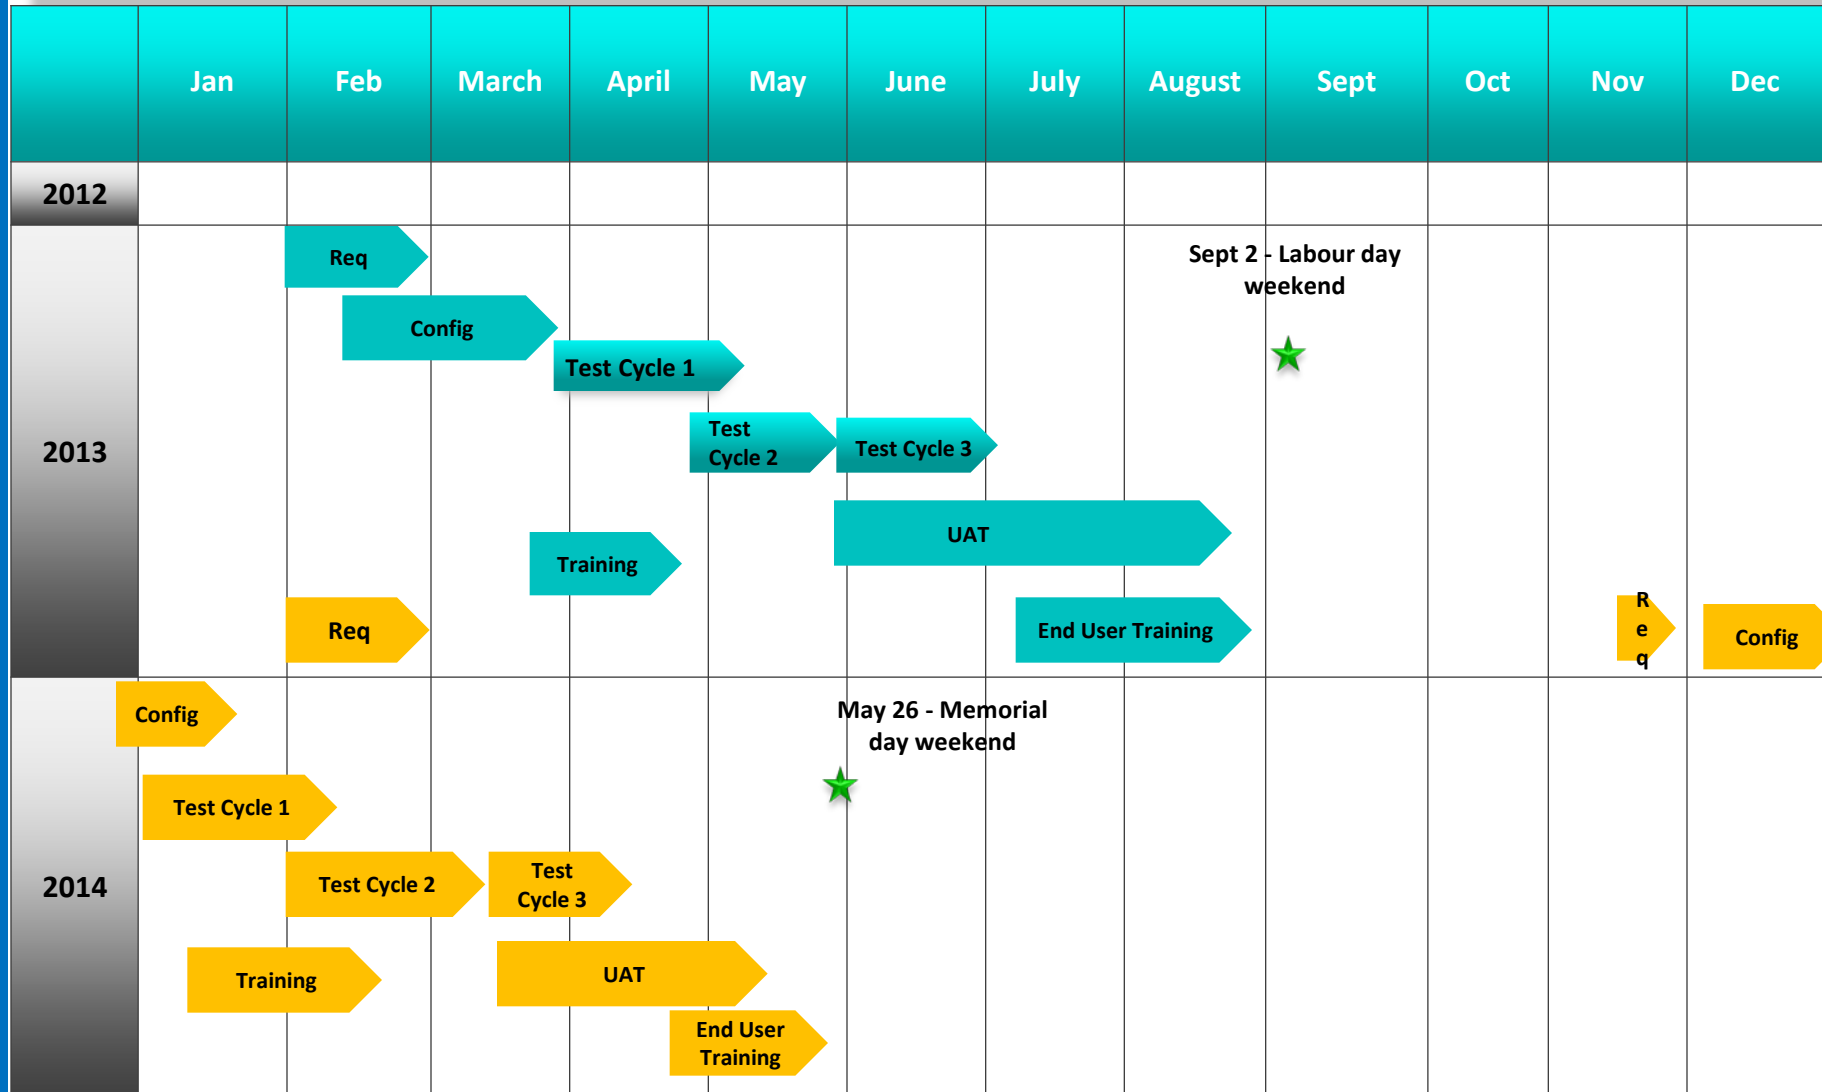 Jan
Feb
March
April
May
June
July
August
Sept
Oct
Nov
Dec
2012
2013
Req
Sept 2 - Labour day
weekend
Config
Test Cycle 1
Test
Cycle 2
Test Cycle 3
UAT
Training
Req
End User Training
R
e
q
Config
2014
Config
May 26 - Memorial
day weekend
Test Cycle 1
Test Cycle 2
Test
Cycle 3
Training
UAT
End User
Training